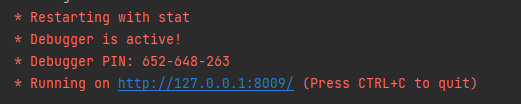 * Restarting with stat
* Debugger is active!
* Debugger PIN: 652-648-263
* Running on http://127.0.0.1:8009/ (Press CTRL+C to quit)